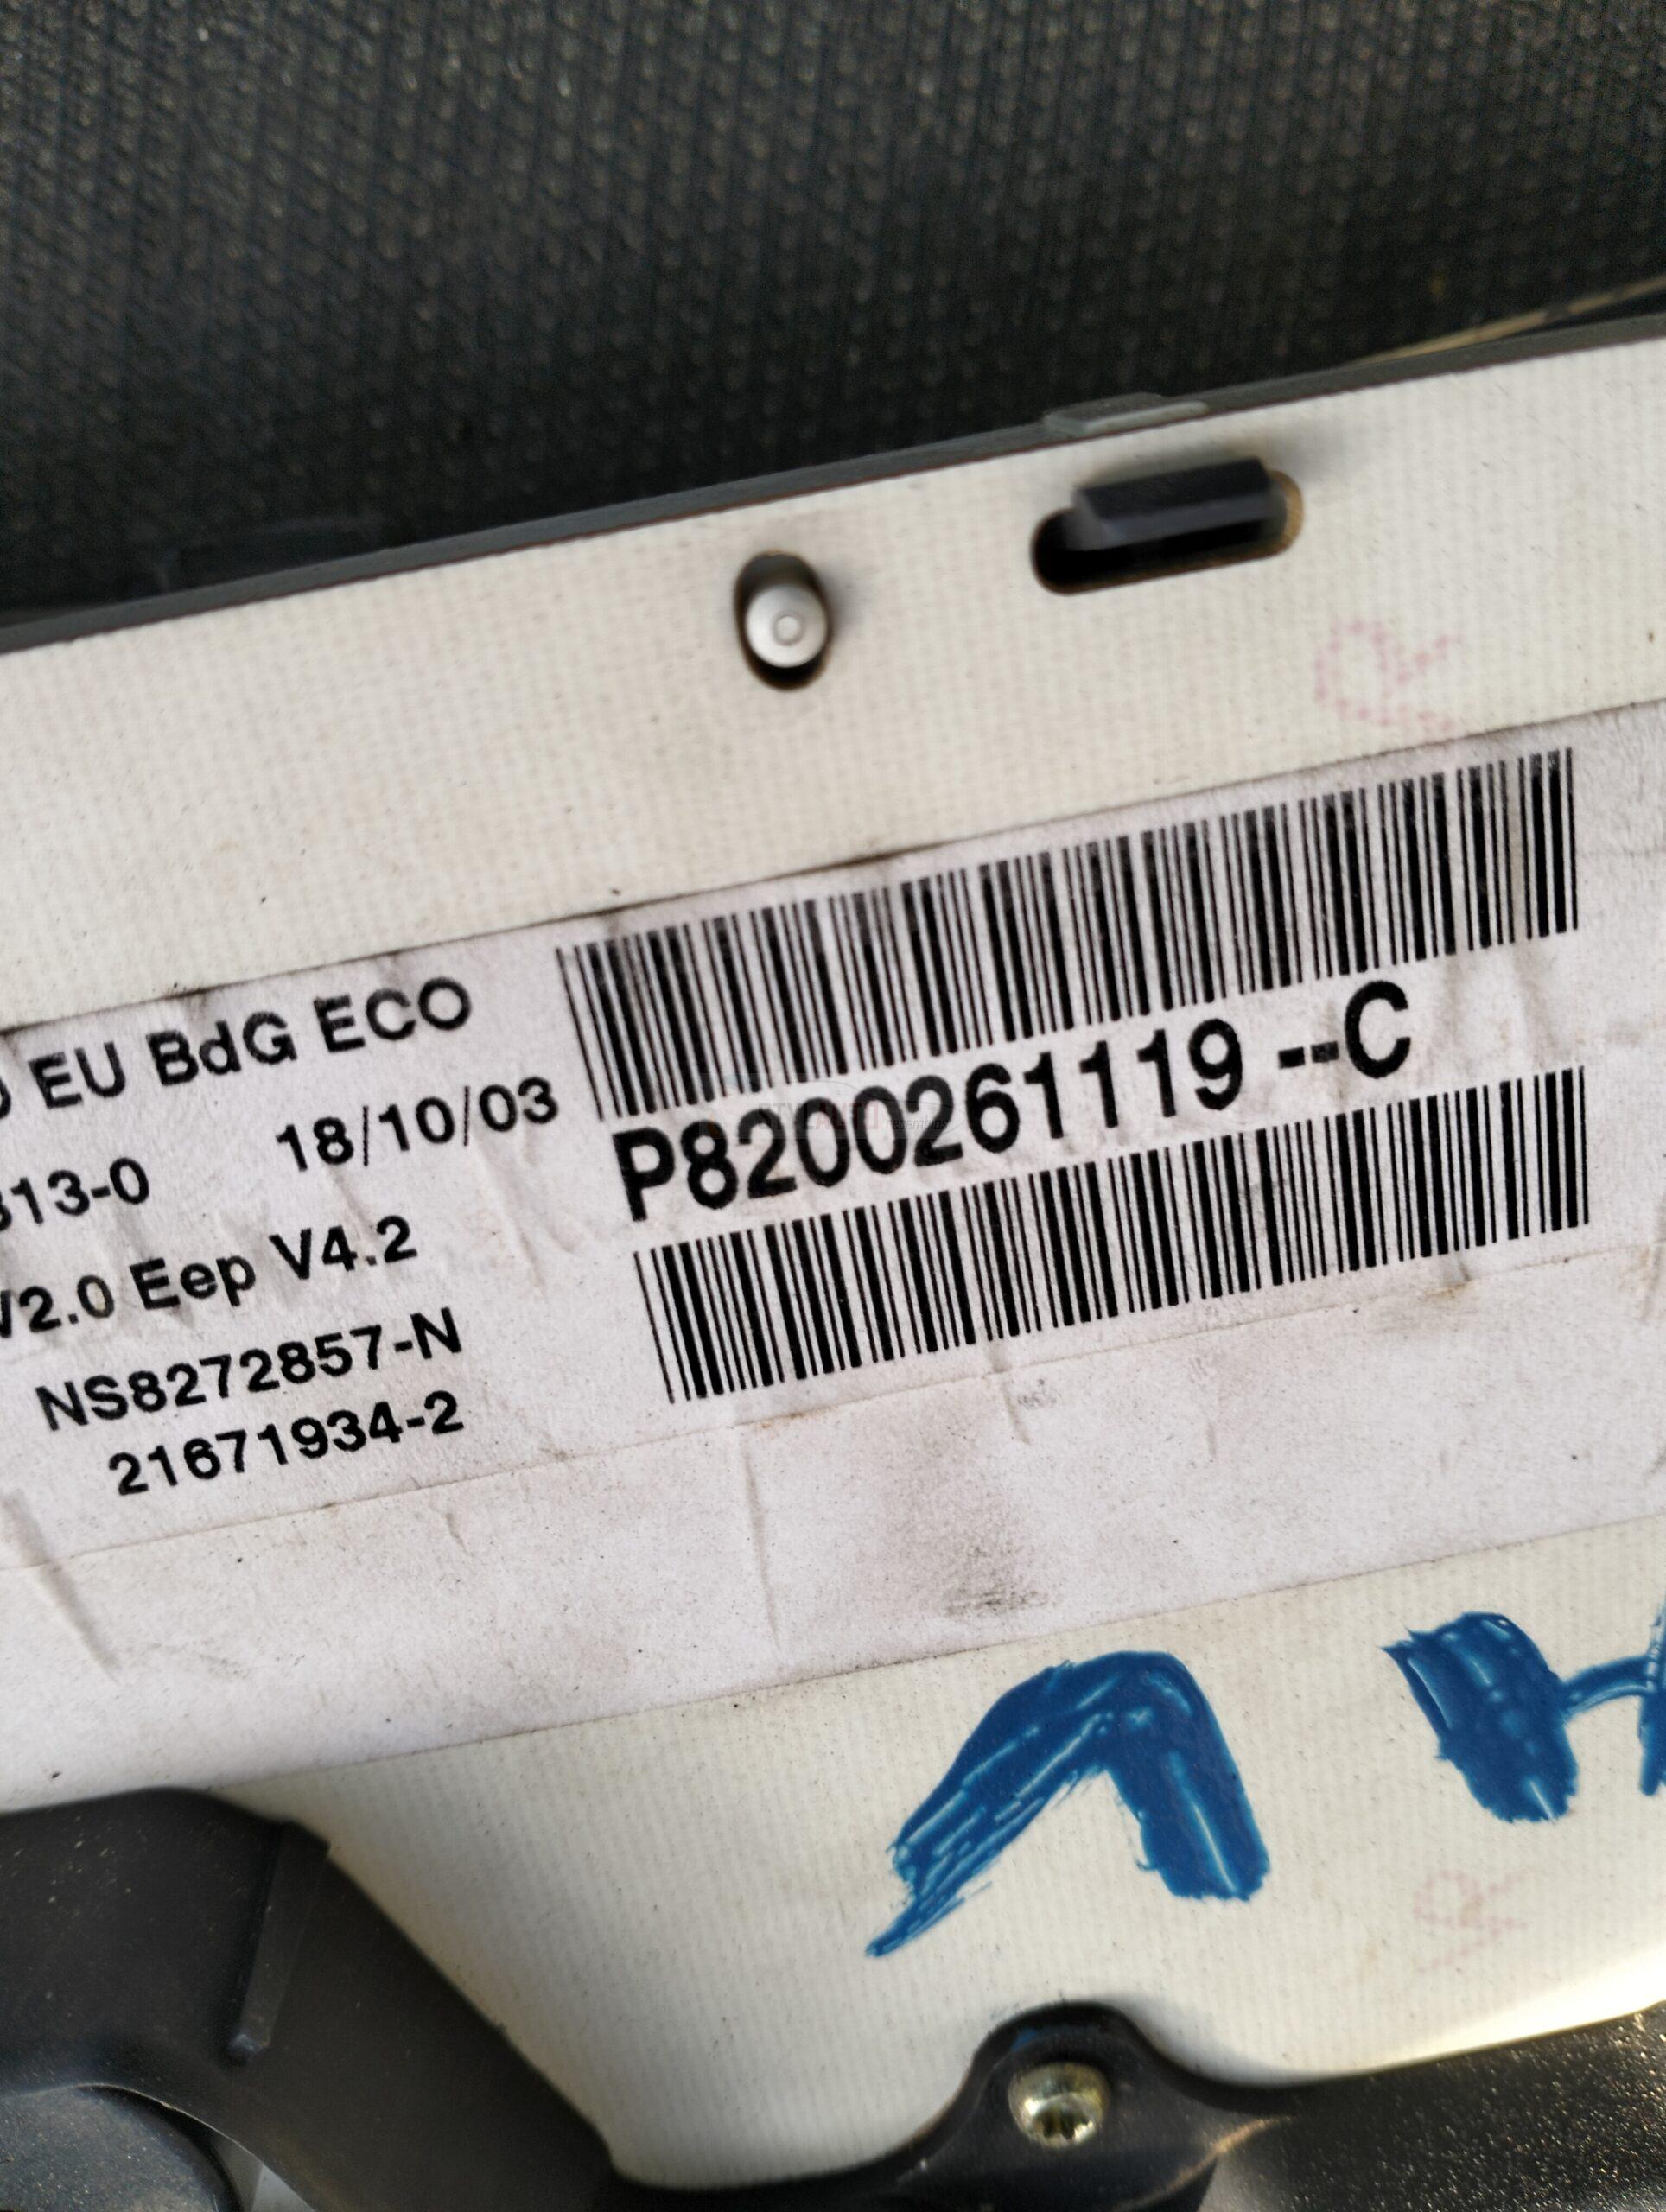 EU BdG ECO
313-0 18/10/03
V2.0 Eep V4.2
NS8272857-N
21671934-2
P8200261119--C